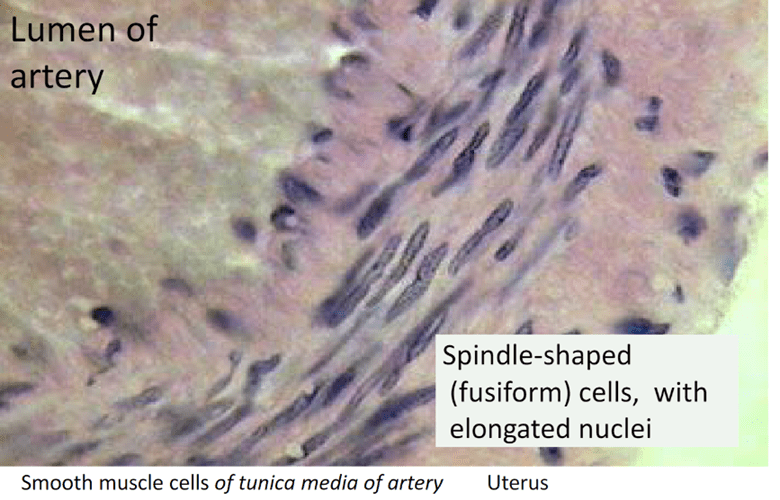 Lumen of
artery
Spindle-shaped
(fusiform) cells, with
elongated nuclei
Smooth muscle cells of tunica media of artery Uterus